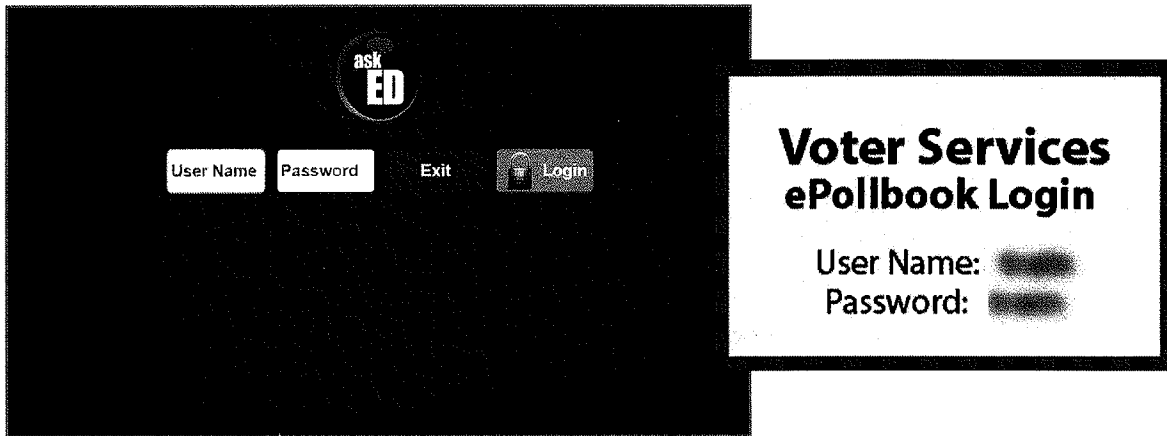 ask
ED
User Name Password Exit Login
Voter Services
ePollbook Login
User Name:
Password: